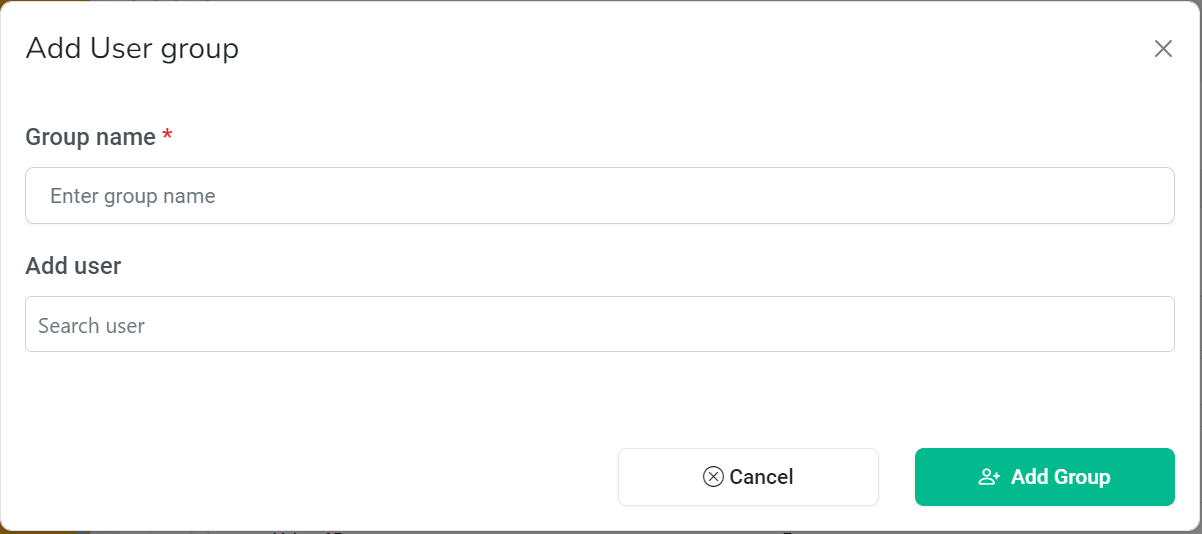 Add User group
Group name *
Enter group name
Add user
Search user
Cancel
Add Group